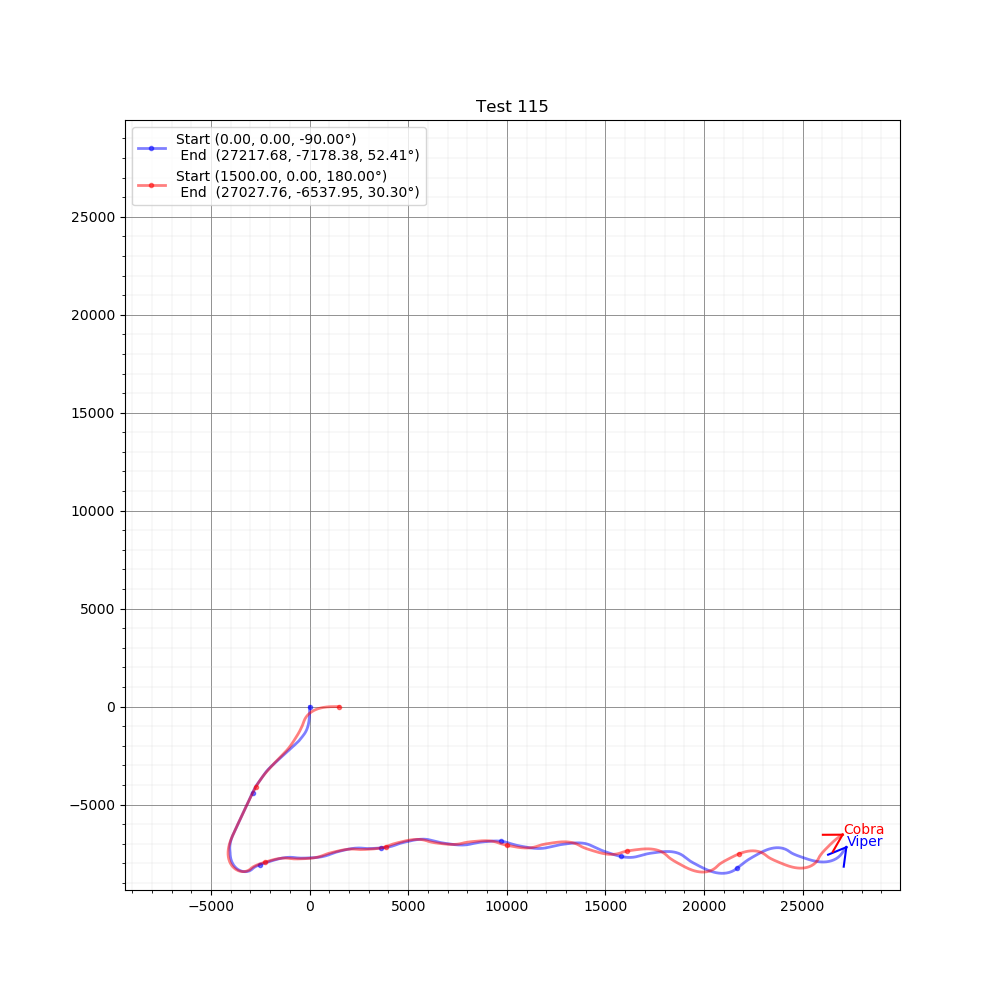 Test 115
Start (0.00, 0.00, -90.00°)
End  (27217.68, -7178.38, 52.41°)
Start (1500.00, 0.00, 180.00°)
End  (27027.76, -6537.95, 30.30°)
25000
20000
15000
10000
5000
0
−5000
Cobra
Viper
−5000 0 5000 10000 15000 20000 25000